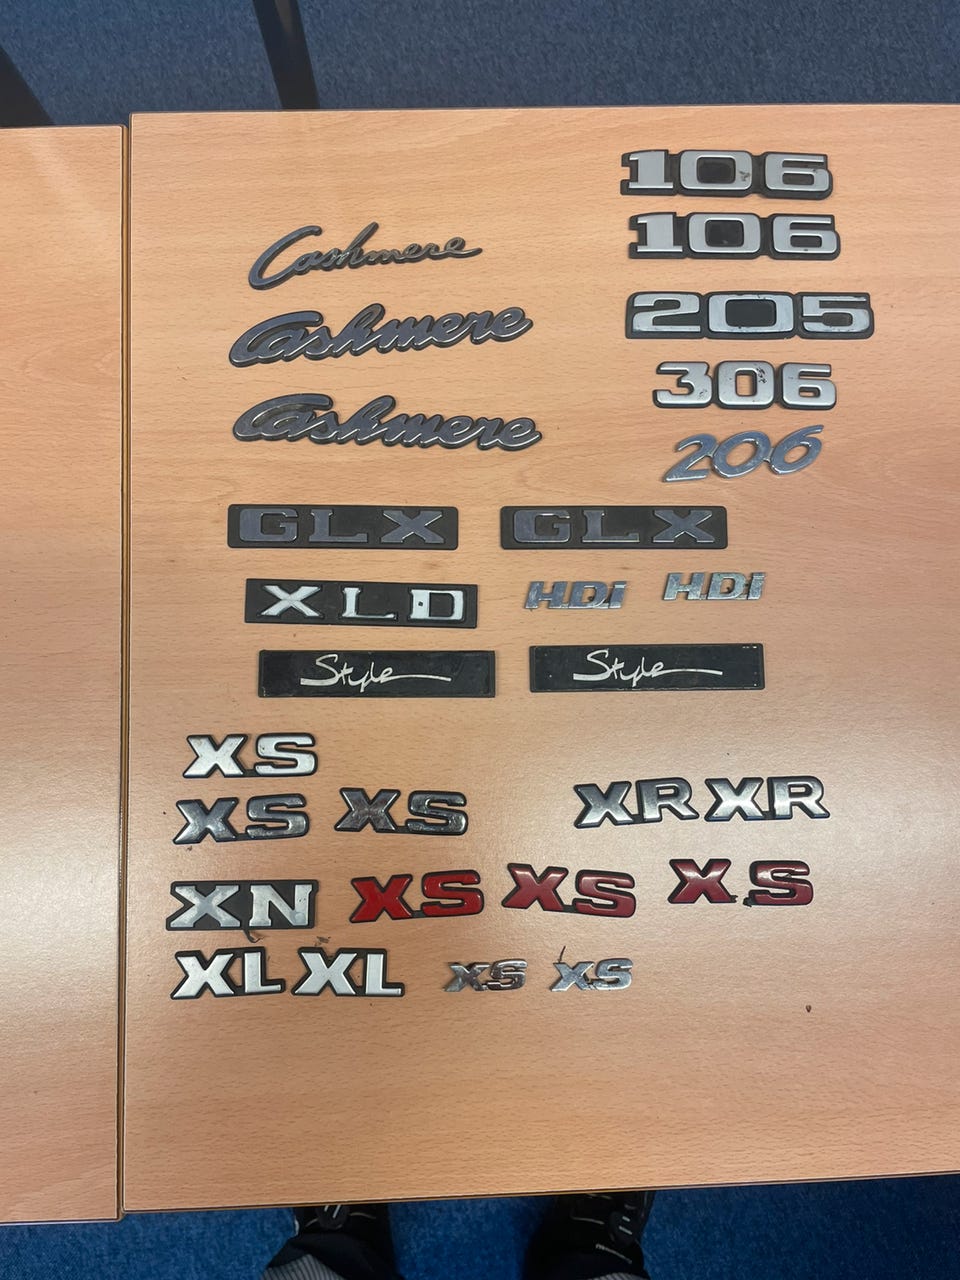 106
106
Cashmere
205
Cashmere
306
Cashmere
206
GLX GLX
XLD HDi HDi
Style Style
XS
XS XS XR XR
XN XS XS XS
XL XL XS XS